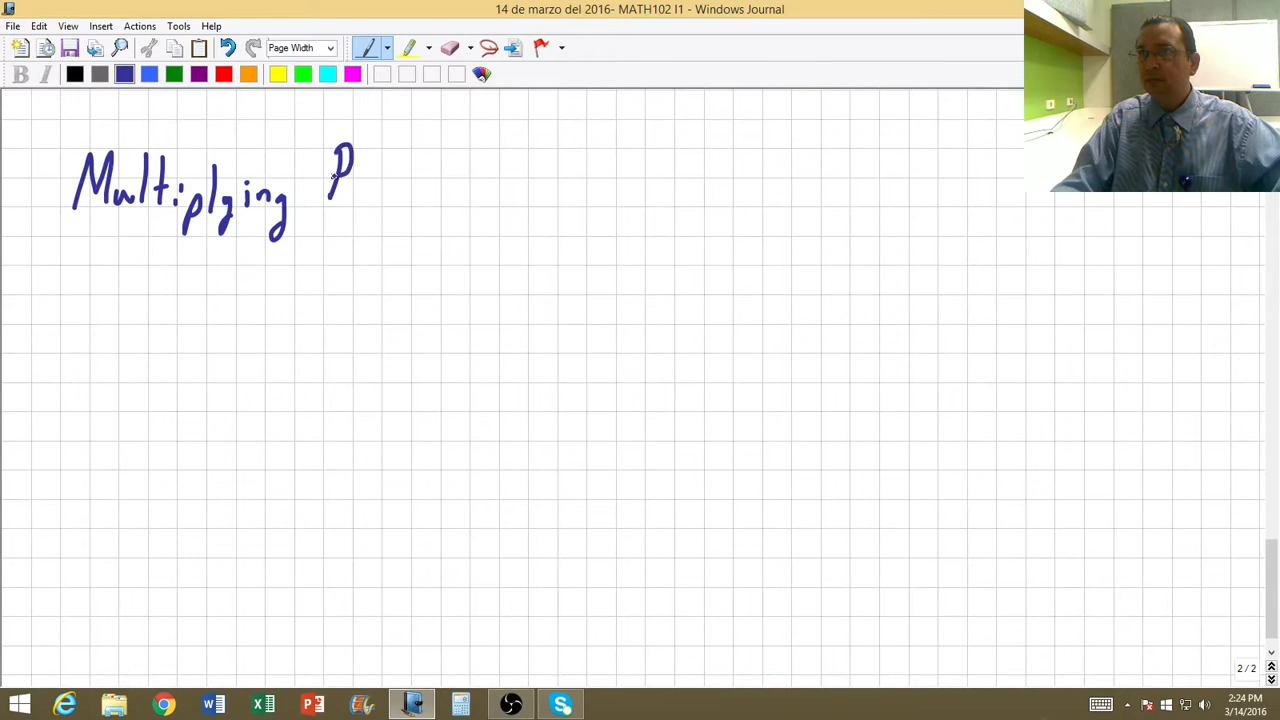 14 de marzo del 2016- MATH102 I1 - Windows Journal
File Edit View Insert Actions Tools Help
Page Width
B I
Multiplying P
2 / 2
2:24 PM
3/14/2016